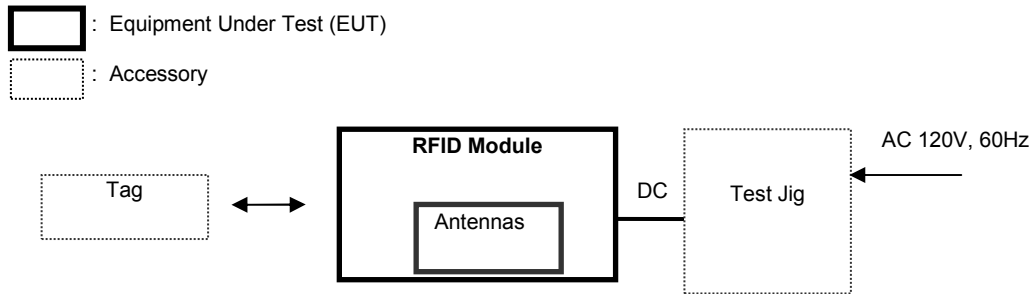 : Equipment Under Test (EUT)
: Accessory
RFID Module
AC 120V, 60Hz
Tag
DC
Test Jig
Antennas